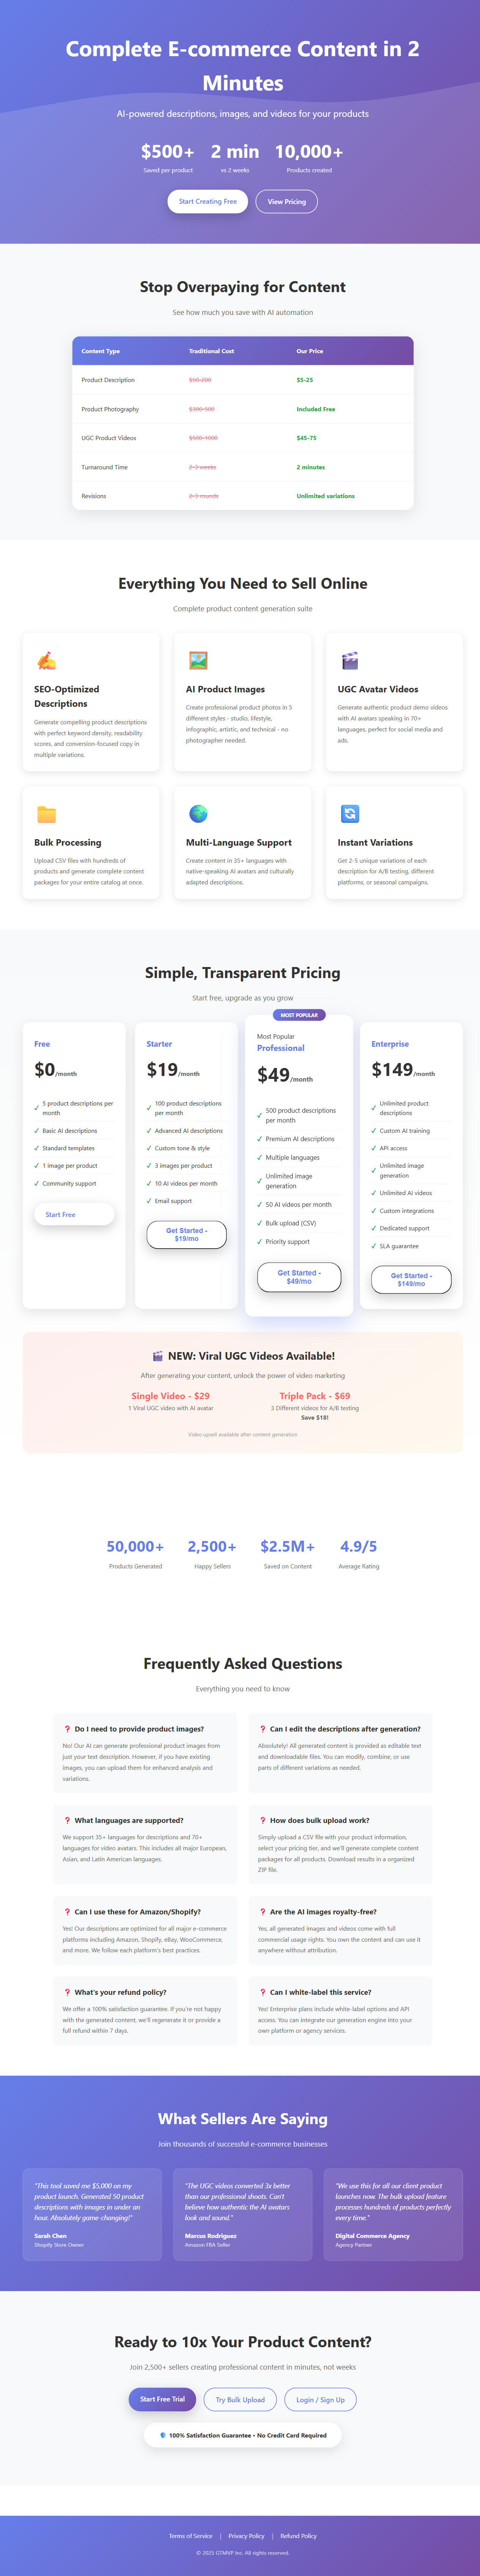 Complete E-commerce Content in 2
Minutes
AI-powered descriptions, images, and videos for your products
$500+
Saved per product
2 min
vs 2 weeks
10,000+
Products created
Start Creating Free
View Pricing
Stop Overpaying for Content
See how much you save with AI automation
Content Type Traditional Cost Our Price
Product Description $50-200 $5-25
Product Photography $300-500 Included Free
UGC Product Videos $500-1000 $45-75
Turnaround Time 2-3 weeks 2 minutes
Revisions 2-3 rounds Unlimited variations
Everything You Need to Sell Online
Complete product content generation suite
SEO-Optimized
Descriptions
Generate compelling product descriptions
with perfect keyword density, readability
scores, and conversion-focused copy in
multiple variations.
AI Product Images
Create professional product photos in 5
different styles - studio, lifestyle,
infographic, artistic, and technical - no
photographer needed.
UGC Avatar Videos
Generate authentic product demo videos
with AI avatars speaking in 70+
languages, perfect for social media and
ads.
Bulk Processing
Upload CSV files with hundreds of
products and generate complete content
packages for your entire catalog at once.
Multi-Language Support
Create content in 35+ languages with
native-speaking AI avatars and culturally
adapted descriptions.
Instant Variations
Get 2-5 unique variations of each
description for A/B testing, different
platforms, or seasonal campaigns.
Simple, Transparent Pricing
Start free, upgrade as you grow
Free
$0/month
✓ 5 product descriptions per
month
✓ Basic AI descriptions
✓ Standard templates
✓ 1 image per product
✓ Community support
Start Free
Starter
$19/month
✓ 100 product descriptions
per month
✓ Advanced AI descriptions
✓ Custom tone & style
✓ 3 images per product
✓ 10 AI videos per month
✓ Email support
Get Started -
$19/mo
MOST POPULAR
Most Popular
Professional
$49/month
✓ 500 product descriptions
per month
✓ Premium AI descriptions
✓ Multiple languages
✓ Unlimited image
generation
✓ 50 AI videos per month
✓ Bulk upload (CSV)
✓ Priority support
Get Started -
$49/mo
Enterprise
$149/month
✓ Unlimited product
descriptions
✓ Custom AI training
✓ API access
✓ Unlimited image
generation
✓ Unlimited AI videos
✓ Custom integrations
✓ Dedicated support
✓ SLA guarantee
Get Started -
$149/mo
NEW: Viral UGC Videos Available!
After generating your content, unlock the power of video marketing
Single Video - $29
1 Viral UGC video with AI avatar
Triple Pack - $69
3 Different videos for A/B testing
Save $18!
Video upsell available after content generation
50,000+
Products Generated
2,500+
Happy Sellers
$2.5M+
Saved on Content
4.9/5
Average Rating
Frequently Asked Questions
Everything you need to know
❓ Do I need to provide product images?
No! Our AI can generate professional product images from
just your text description. However, if you have existing
images, you can upload them for enhanced analysis and
variations.
❓ Can I edit the descriptions after generation?
Absolutely! All generated content is provided as editable text
and downloadable files. You can modify, combine, or use
parts of different variations as needed.
❓ What languages are supported?
We support 35+ languages for descriptions and 70+
languages for video avatars. This includes all major European,
Asian, and Latin American languages.
❓ How does bulk upload work?
Simply upload a CSV file with your product information,
select your pricing tier, and we'll generate complete content
packages for all products. Download results in a organized
ZIP file.
❓ Can I use these for Amazon/Shopify?
Yes! Our descriptions are optimized for all major e-commerce
platforms including Amazon, Shopify, eBay, WooCommerce,
and more. We follow each platform's best practices.
❓ Are the AI images royalty-free?
Yes, all generated images and videos come with full
commercial usage rights. You own the content and can use it
anywhere without attribution.
❓ What's your refund policy?
We offer a 100% satisfaction guarantee. If you're not happy
with the generated content, we'll regenerate it or provide a
full refund within 7 days.
❓ Can I white-label this service?
Yes! Enterprise plans include white-label options and API
access. You can integrate our generation engine into your
own platform or agency services.
What Sellers Are Saying
Join thousands of successful e-commerce businesses
"This tool saved me $5,000 on my
product launch. Generated 50 product
descriptions with images in under an
hour. Absolutely game-changing!"
Sarah Chen
Shopify Store Owner
"The UGC videos converted 3x better
than our professional shoots. Can't
believe how authentic the AI avatars
look and sound."
Marcus Rodriguez
Amazon FBA Seller
"We use this for all our client product
launches now. The bulk upload feature
processes hundreds of products perfectly
every time."
Digital Commerce Agency
Agency Partner
Ready to 10x Your Product Content?
Join 2,500+ sellers creating professional content in minutes, not weeks
Start Free Trial
Try Bulk Upload
Login / Sign Up
100% Satisfaction Guarantee • No Credit Card Required
Terms of Service | Privacy Policy | Refund Policy
© 2025 GTMVP Inc. All rights reserved.